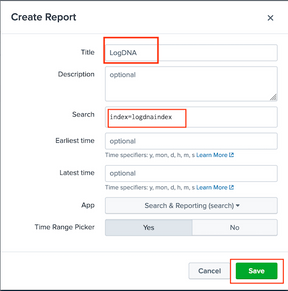 Create Report
×
Title
LogDNA
Description
optional
Search
index=logdnaindex
Earliest time
optional
Time specifiers: y, mon, d, h, m, s Learn More
Latest time
optional
Time specifiers: y, mon, d, h, m, s Learn More
App
Search & Reporting (search)
Time Range Picker
Yes
No
Cancel
Save